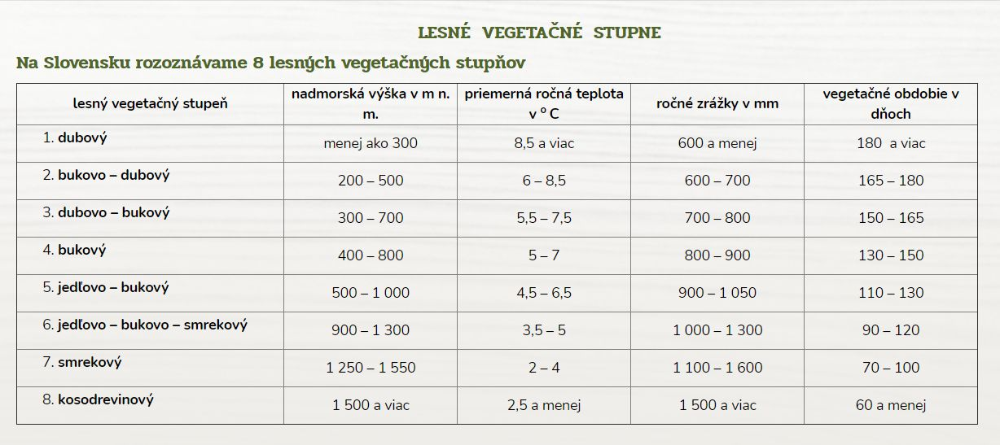 LESNÉ VEGETAČNÉ STUPNE
Na Slovensku rozoznávame 8 lesných vegetačných stupňov
lesný vegetačný stupeň nadmorská výška v m n. m. priemerná ročná teplota v ⁰ C ročné zrážky v mm vegetačné obdobie v dňoch
1. dubový menej ako 300 8,5 a viac 600 a menej 180 a viac
2. bukovo – dubový 200 – 500 6 – 8,5 600 – 700 165 – 180
3. dubovo – bukový 300 – 700 5,5 – 7,5 700 – 800 150 – 165
4. bukový 400 – 800 5 – 7 800 – 900 130 – 150
5. jedľovo – bukový 500 – 1 000 4,5 – 6,5 900 – 1 050 110 – 130
6. jedľovo – bukovo – smrekový 900 – 1 300 3,5 – 5 1 000 – 1 300 90 – 120
7. smrekový 1 250 – 1 550 2 – 4 1 100 – 1 600 70 – 100
8. kosodrevinový 1 500 a viac 2,5 a menej 1 500 a viac 60 a menej